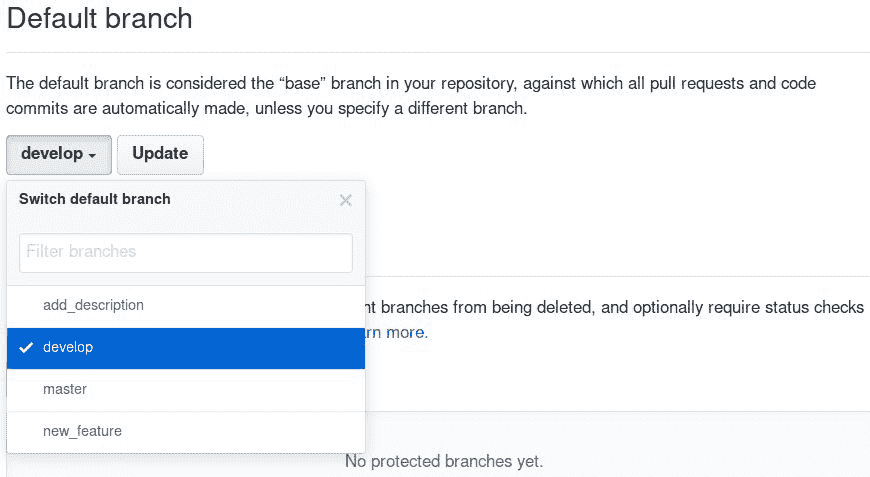 Default branch
The default branch is considered the “base” branch in your repository, against which all pull requests and code
commits are automatically made, unless you specify a different branch.
develop Update
Switch default branch ×
Filter branches
add_description
branches from being deleted, and optionally require status checks
more.
develop
master
new_feature
No protected branches yet.